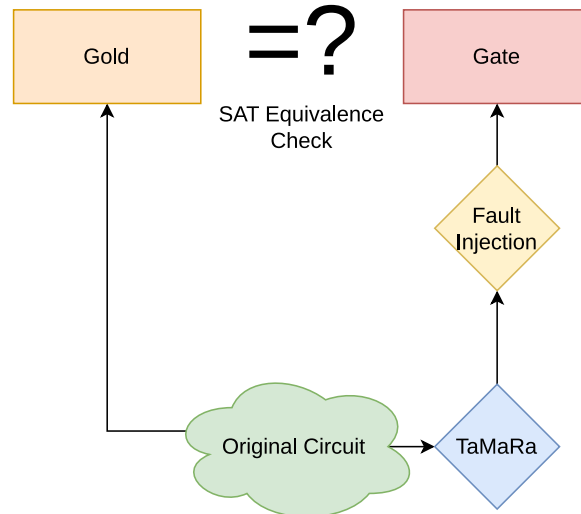 Gold
=?
Gate
SAT Equivalence
Check
Fault
Injection
Original Circuit
TaMaRa